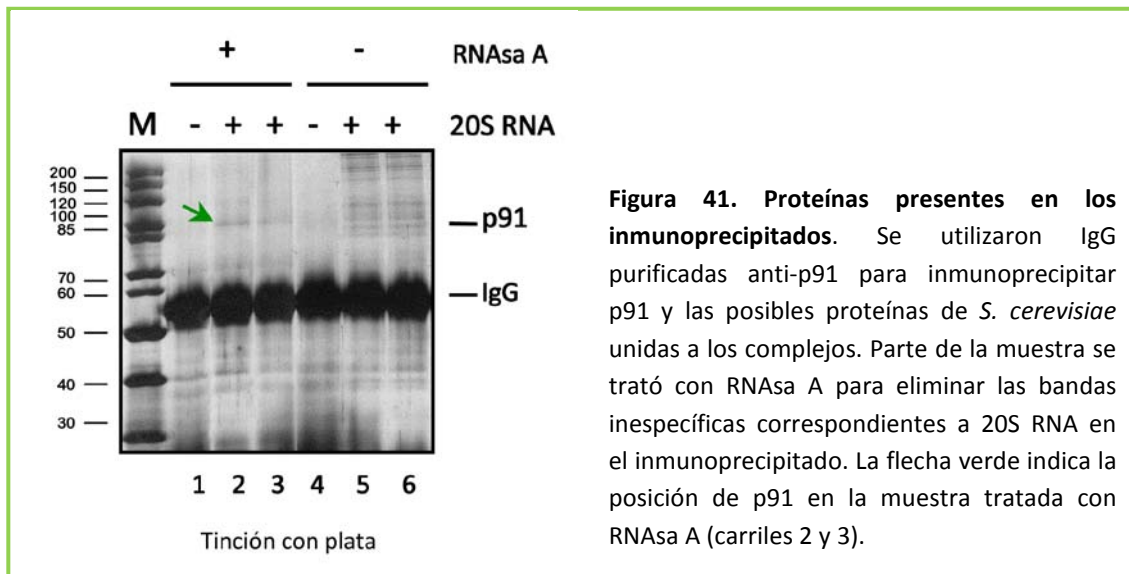 + - RNAsa A
M - + + - + + 20S RNA
200
150
120
100
85
p91
70
60
IgG
50
40
30
1 2 3 4 5 6
Tinción con plata
Figura 41. Proteínas presentes en los
inmunoprecipitados. Se utilizaron IgG
purificadas anti-p91 para inmunoprecipitar
p91 y las posibles proteínas de S. cerevisiae
unidas a los complejos. Parte de la muestra se
trató con RNAsa A para eliminar las bandas
inespecíficas correspondientes a 20S RNA en
el inmunoprecipitado. La flecha verde indica la
posición de p91 en la muestra tratada con
RNAsa A (carriles 2 y 3).